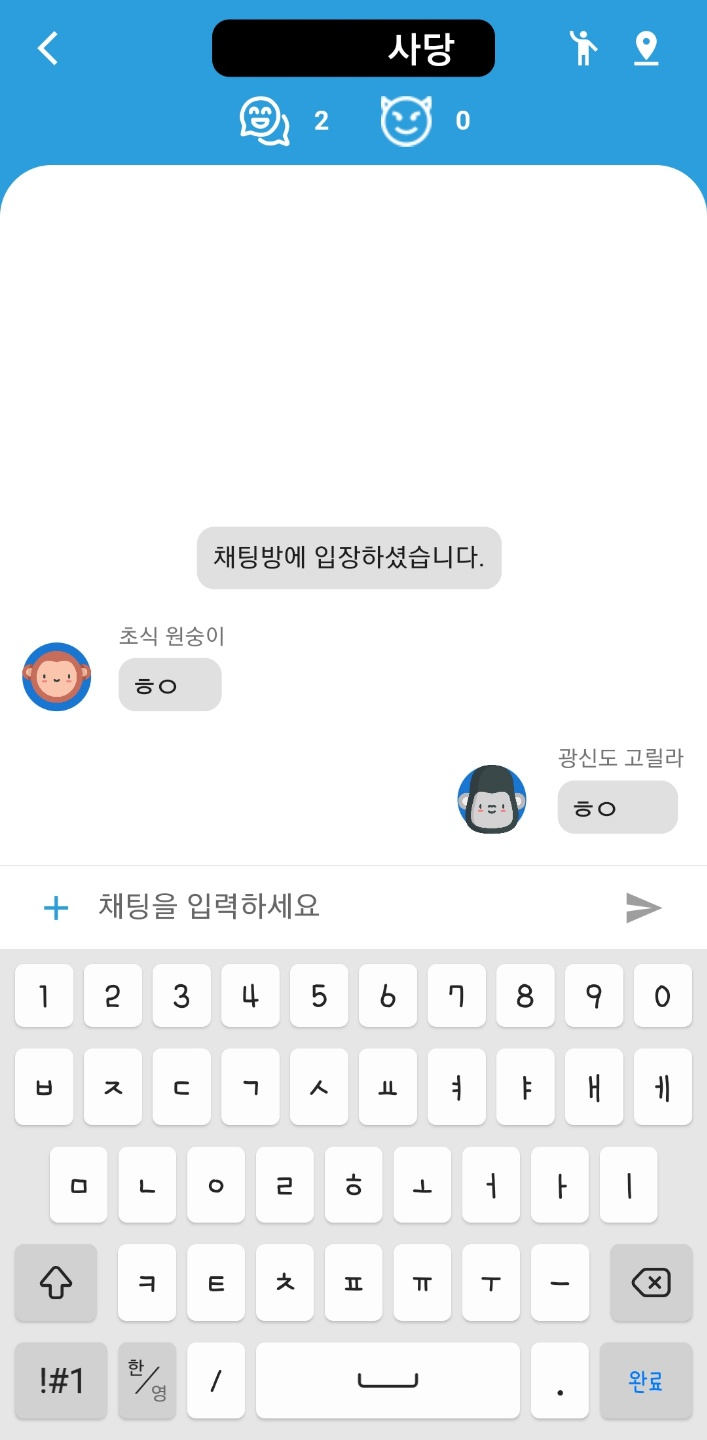 사당
2 0
채팅방에 입장하셨습니다.
초식 원숭이
ㅎㅇ
광신도 고릴라
ㅎㅇ
채팅을 입력하세요
1 2 3 4 5 6 7 8 9 0
ㅂ ㅈ ㄷ ㄱ ㅅ ㅛ ㅕ ㅑ ㅐ ㅔ
ㅁ ㄴ ㅇ ㄹ ㅎ ㅗ ㅓ ㅏ ㅣ
ㅋ ㅌ ㅊ ㅍ ㅠ ㅜ ㅡ
!#1 한/영 / . 완료